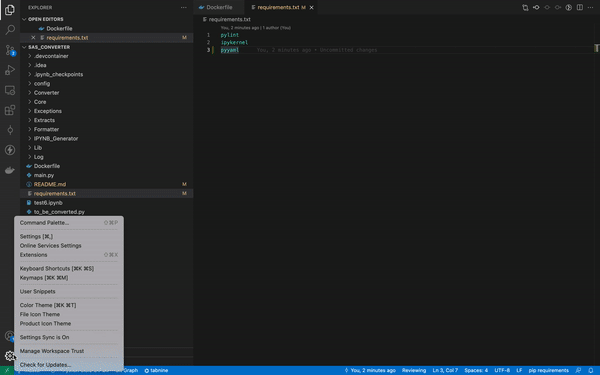 EXPLORER
OPEN EDITORS
Dockerfile
requirements.txt M
SAS_CONVERTER
.devcontainer
.idea
.ipynb_checkpoints
config
Converter
Core
Exceptions
Extracts
Formatter
IPYNB_Generator
Lib
Log
Dockerfile
main.py
README.md M
requirements.txt M
test6.ipynb
to_be_converted.py
Command Palette... ⇧⌘P
Settings [⌘,]
Online Services Settings
Extensions ⇧⌘X
Keyboard Shortcuts [⌘K ⌘S]
Keymaps [⌘K ⌘M]
User Snippets
Color Theme [⌘K ⌘T]
File Icon Theme
Product Icon Theme
Settings Sync is On
Manage Workspace Trust
Check for Updates...
Dockerfile
requirements.txt M
requirements.txt
You, 2 minutes ago | 1 author (You)
1 pylint
2 ipykernel
3 pyyaml You, 2 minutes ago • Uncommitted changes
Graph
tabnine
You, 2 minutes ago
Reviewing
Ln 3, Col 7
Spaces: 4
UTF-8
LF
pip requirements